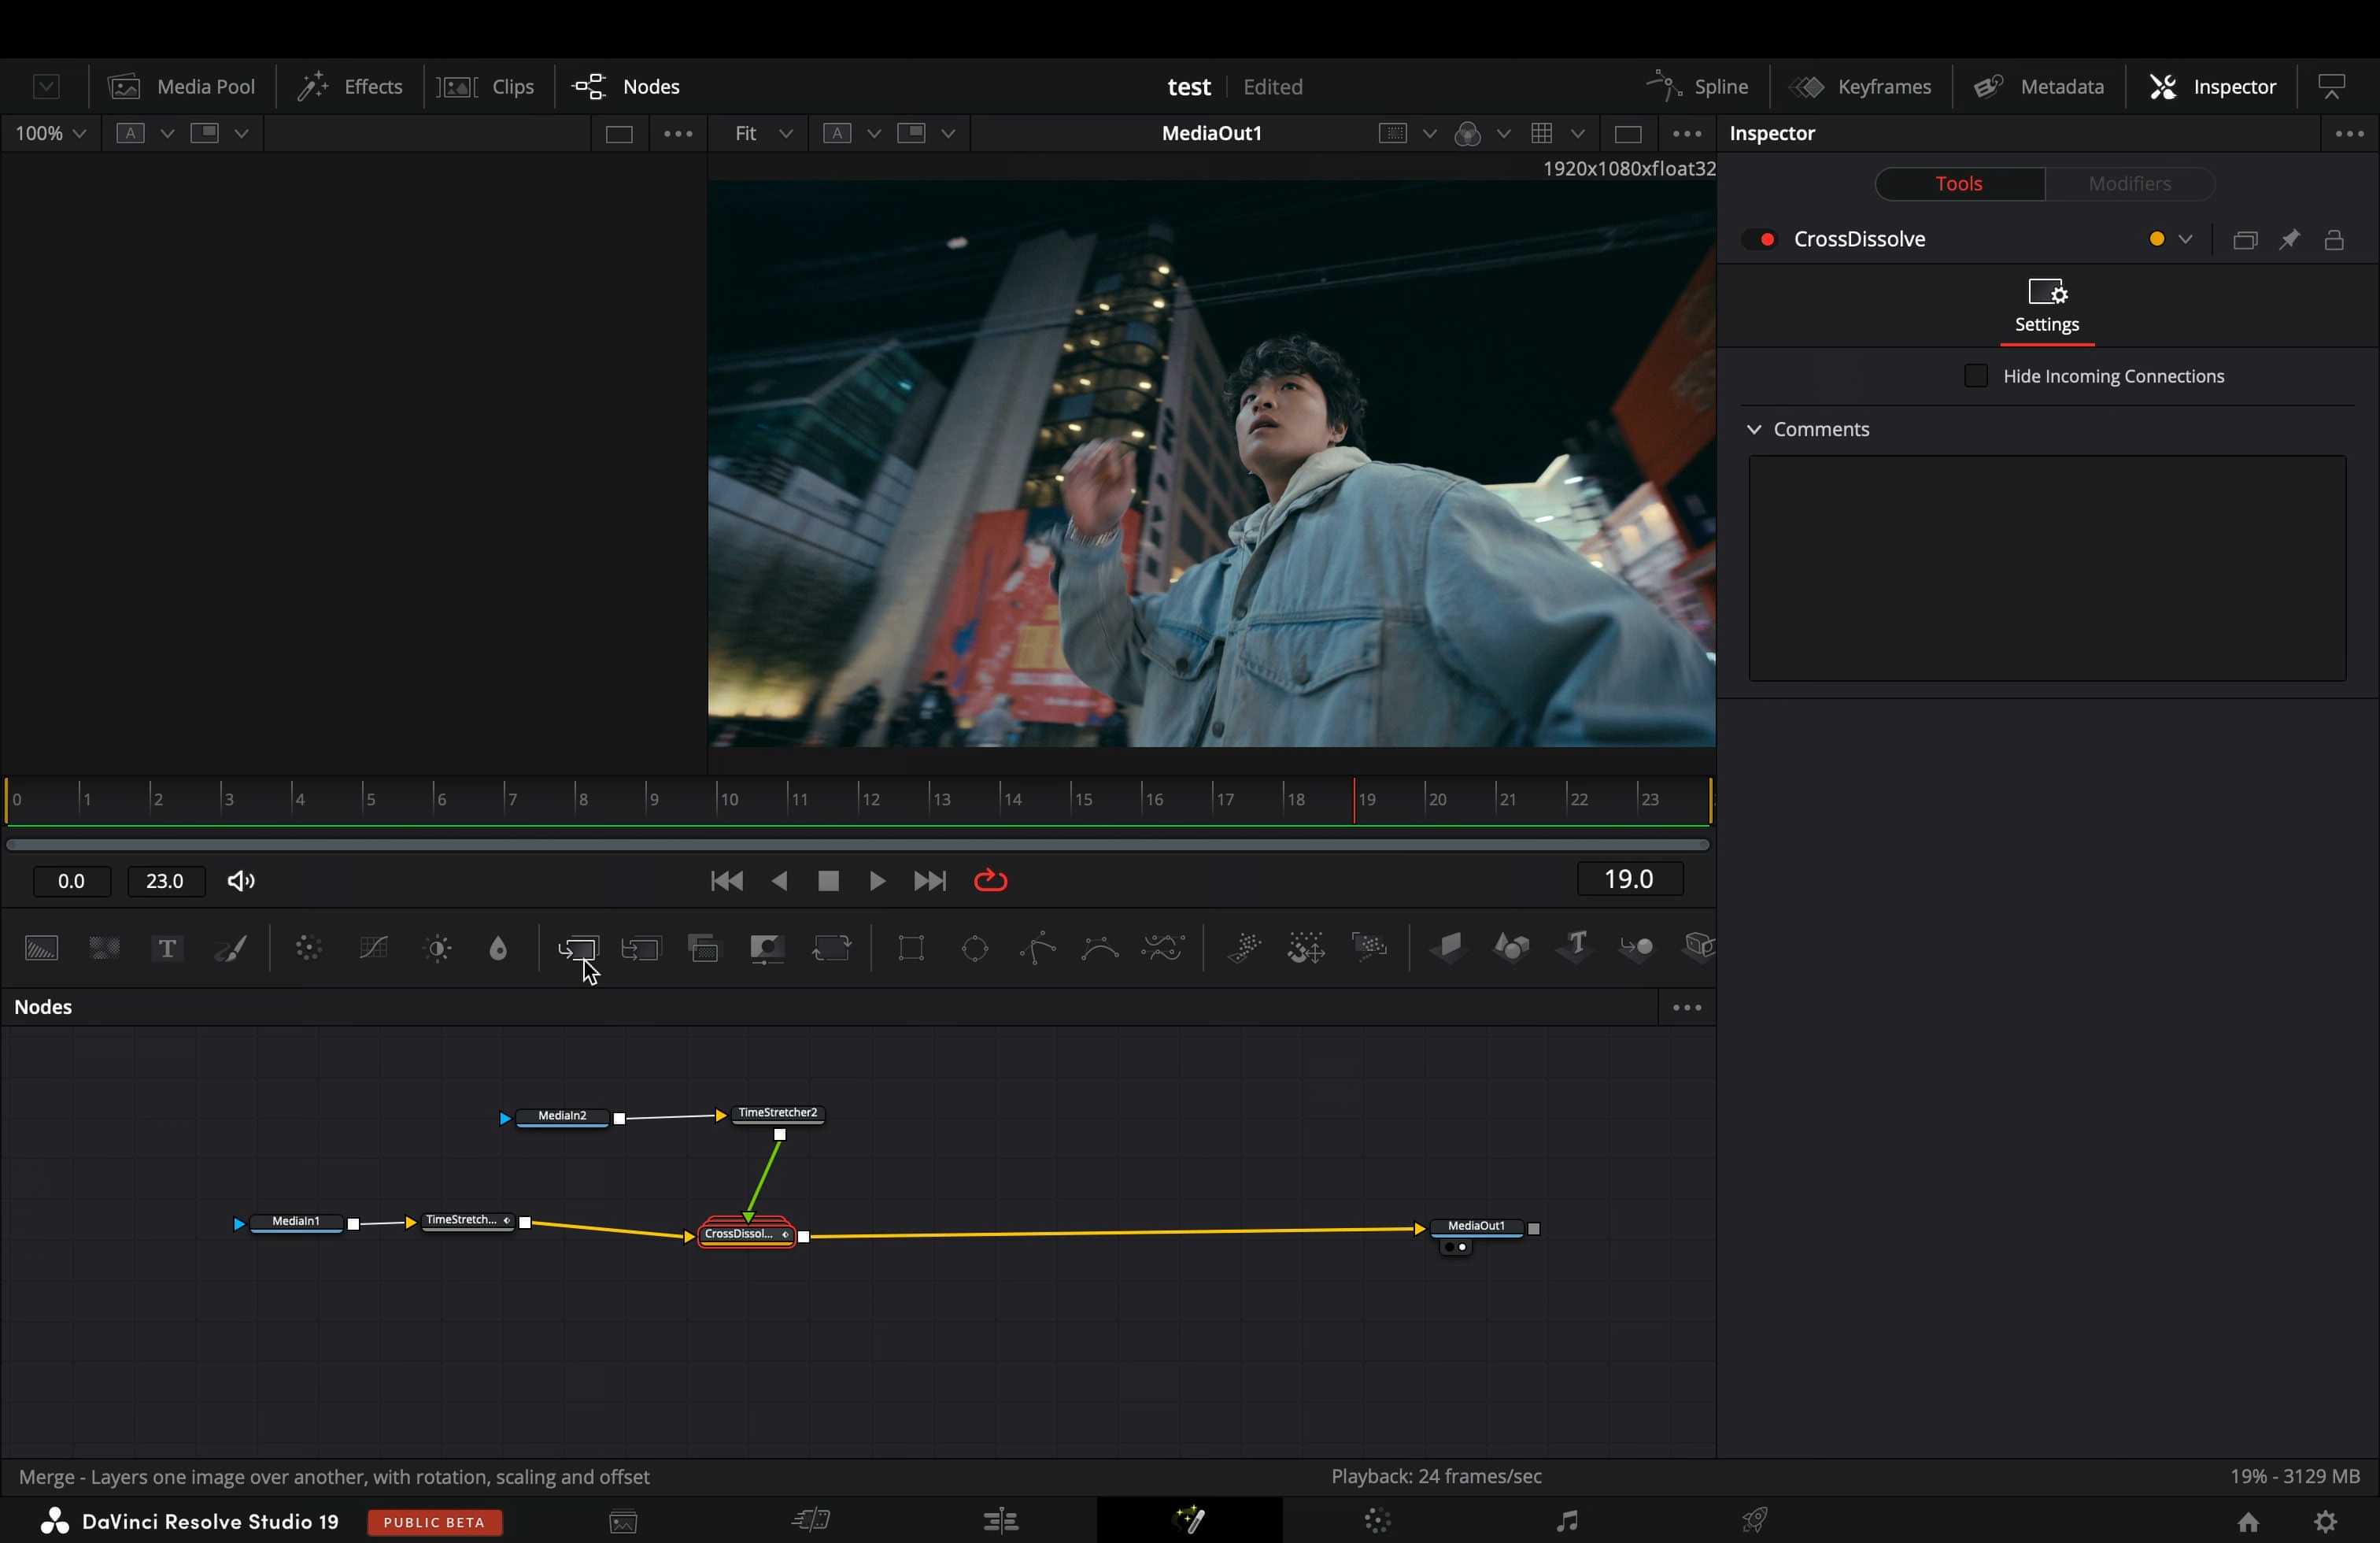 Media Pool Effects Clips Nodes test Edited Spline Keyframes Metadata Inspector
100% A Fit A MediaOut1 Inspector
1920x1080xfloat32
Tools Modifiers
CrossDissolve
Settings
Hide Incoming Connections
Comments
0 1 2 3 4 5 6 7 8 9 10 11 12 13 14 15 16 17 18 19 20 21 22 23
0.0 23.0 19.0
T T
Nodes
MediaIn2 TimeStretcher2
MediaIn1 TimeStretch... CrossDissol... MediaOut1
Merge - Layers one image over another, with rotation, scaling and offset Playback: 24 frames/sec 19% - 3129 MB
DaVinci Resolve Studio 19 PUBLIC BETA